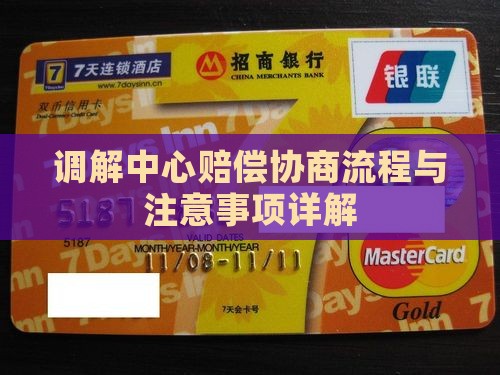 7 7天连锁酒店
www.7daysinn.cn
招商银行
CHINA MERCHANTS BANK
银联
双币信用卡
Dual-Currency Credit Card
调解中心赔偿协商流程与
注意事项详解
5187
5187
VALID DATES
MONTH/YEAR-MONTH/YEAR
11/08-11/11
MasterCard
7天会卡号
Gold